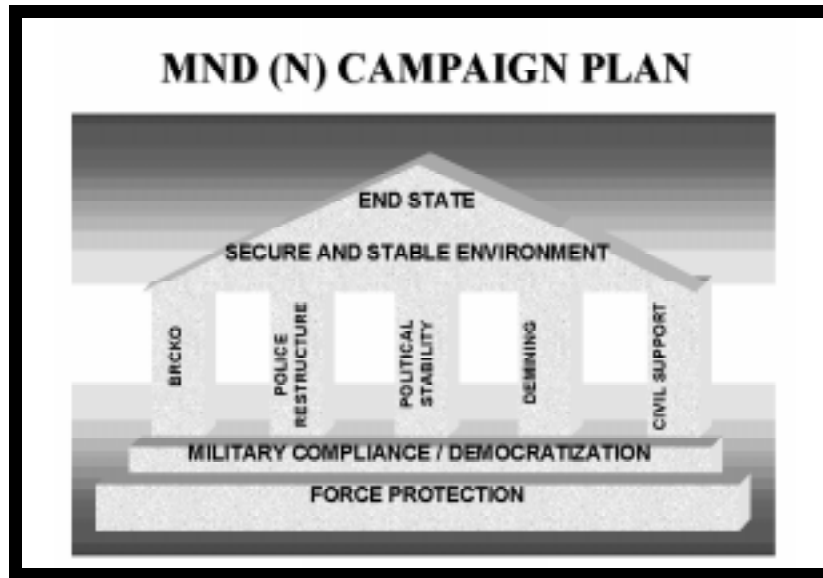 MND (N) CAMPAIGN PLAN
END STATE
SECURE AND STABLE ENVIRONMENT
BRCKO
POLICE
RESTRUCTURE
POLITICAL
STABILITY
DEMINING
CIVIL SUPPORT
MILITARY COMPLIANCE / DEMOCRATIZATION
FORCE PROTECTION